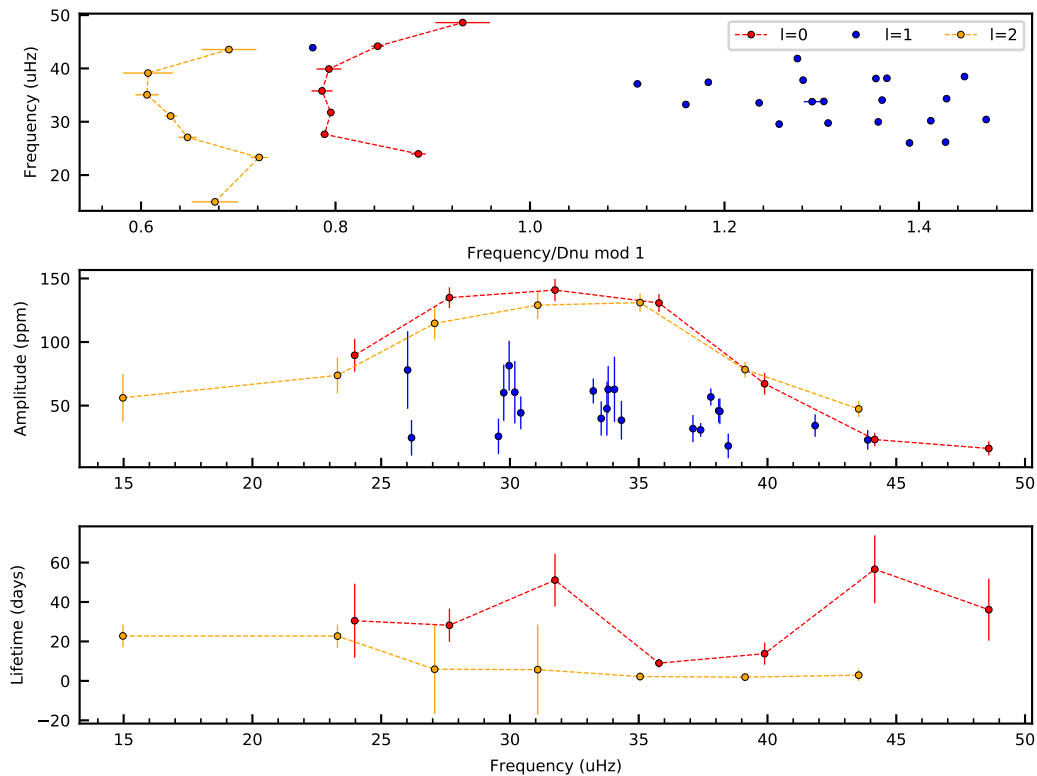 50
40
30
20
Frequency (uHz)
l=0 l=1 l=2
0.6 0.8 1.0 1.2 1.4
Frequency/Dnu mod 1
150
100
50
Amplitude (ppm)
15 20 25 30 35 40 45 50
60
40
20
0
−20
Lifetime (days)
15 20 25 30 35 40 45 50
Frequency (uHz)